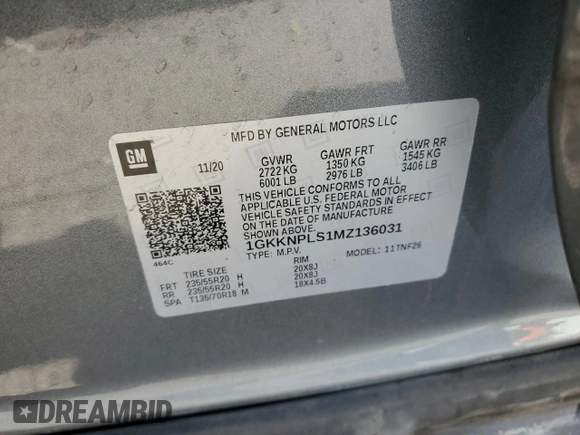 MFD BY GENERAL MOTORS LLC
GM
11/20
GVWR GAWR FRT GAWR RR
2722 KG 1350 KG 1545 KG
6001 LB 2976 LB 3406 LB
THIS VEHICLE CONFORMS TO ALL
APPLICABLE U.S. FEDERAL MOTOR
VEHICLE SAFETY STANDARDS IN EFFECT
ON THE DATE OF MANUFACTURE
SHOWN ABOVE.
1GKKNPLS1MZ136031
TYPE: M.P.V. MODEL: 11TNF26
464C
TIRE SIZE RIM
FRT 235/55R20 H 20X8J
RR 235/55R20 H 20X8J
SPA T135/70R18 M 18X4.5B
DREAMBID